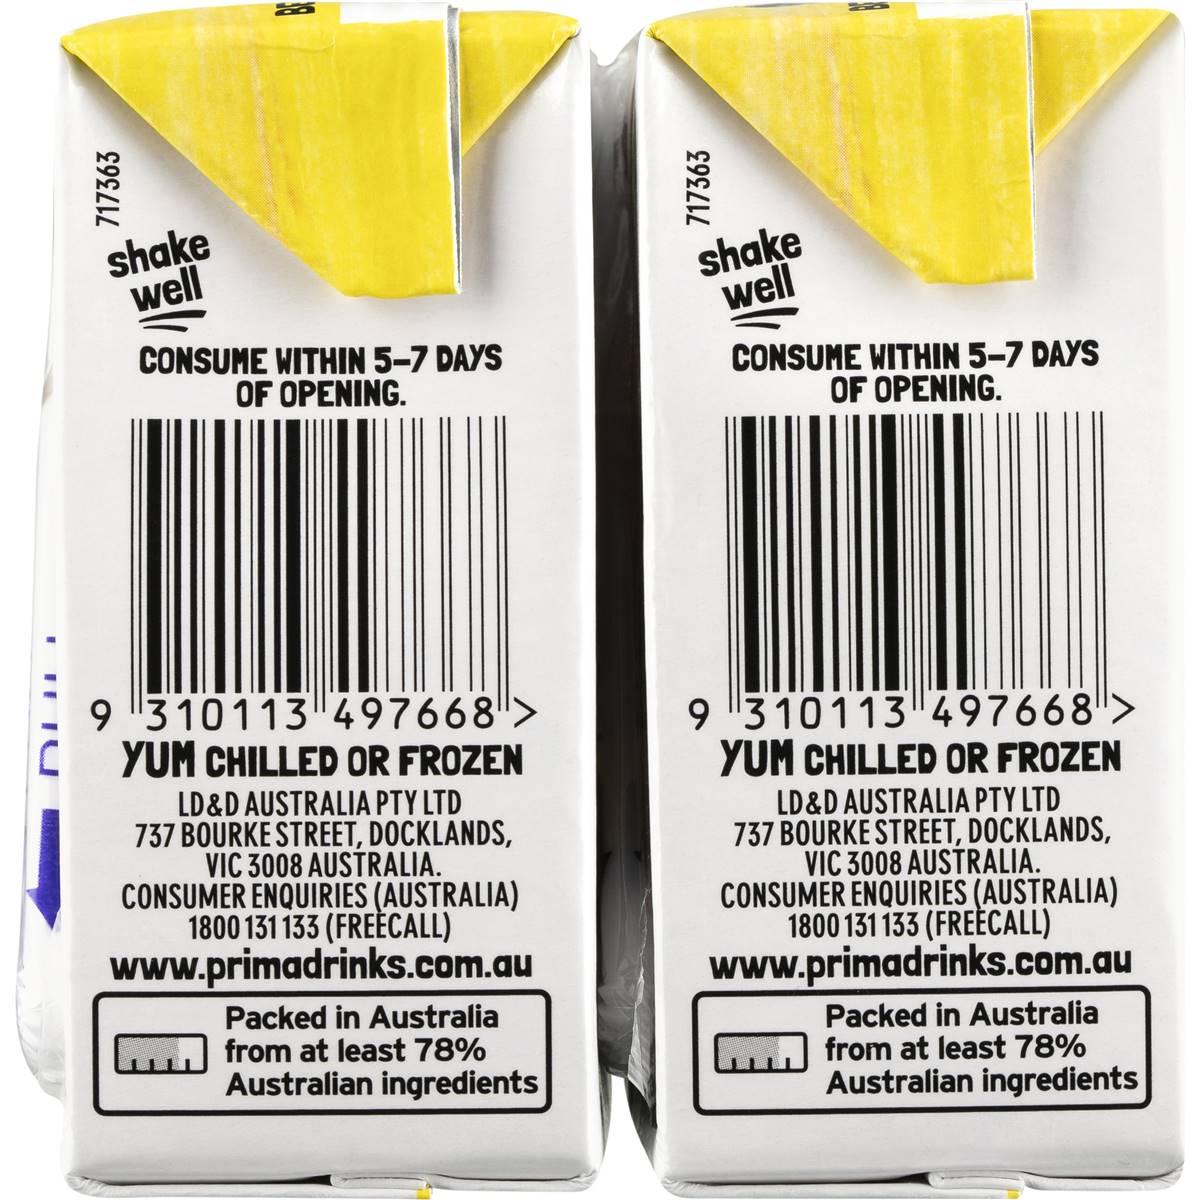 717363
shake
well
CONSUME WITHIN 5–7 DAYS
OF OPENING.
9 310113 497668 >
YUM CHILLED OR FROZEN
LD&D AUSTRALIA PTY LTD
737 BOURKE STREET, DOCKLANDS,
VIC 3008 AUSTRALIA.
CONSUMER ENQUIRIES (AUSTRALIA)
1800 131 133 (FREECALL)
www.primadrinks.com.au
Packed in Australia
from at least 78%
Australian ingredients
717363
shake
well
CONSUME WITHIN 5–7 DAYS
OF OPENING.
9 310113 497668 >
YUM CHILLED OR FROZEN
LD&D AUSTRALIA PTY LTD
737 BOURKE STREET, DOCKLANDS,
VIC 3008 AUSTRALIA.
CONSUMER ENQUIRIES (AUSTRALIA)
1800 131 133 (FREECALL)
www.primadrinks.com.au
Packed in Australia
from at least 78%
Australian ingredients